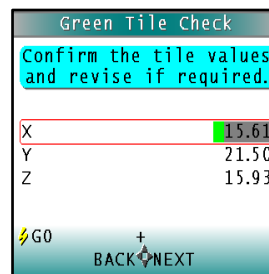 Green Tile Check
Confirm the tile values
and revise if required.
X 15.61
Y 21.50
Z 15.93
GO +
BACK NEXT